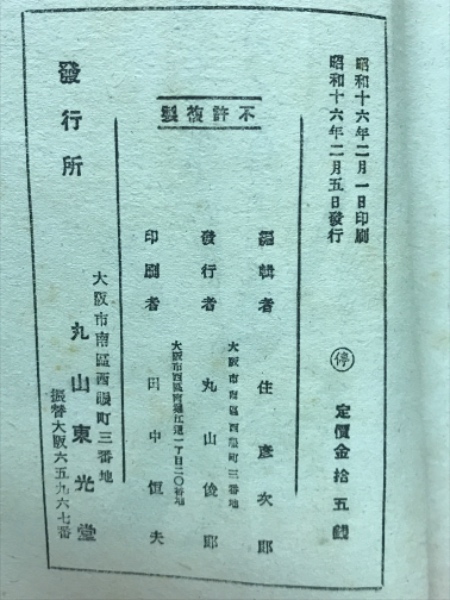 昭和十六年二月一日印刷
昭和十六年二月五日發行
停 定價金拾五錢
不許複製
編輯者 住彦次郎
大阪市南區西賑町三番地
發行者 丸山俊郎
大阪市西區南堀江通一丁目二〇番地
印刷者 田中恒夫
發行所
大阪市南區西賑町三番地
丸山東光堂
振替大阪六五九六七番